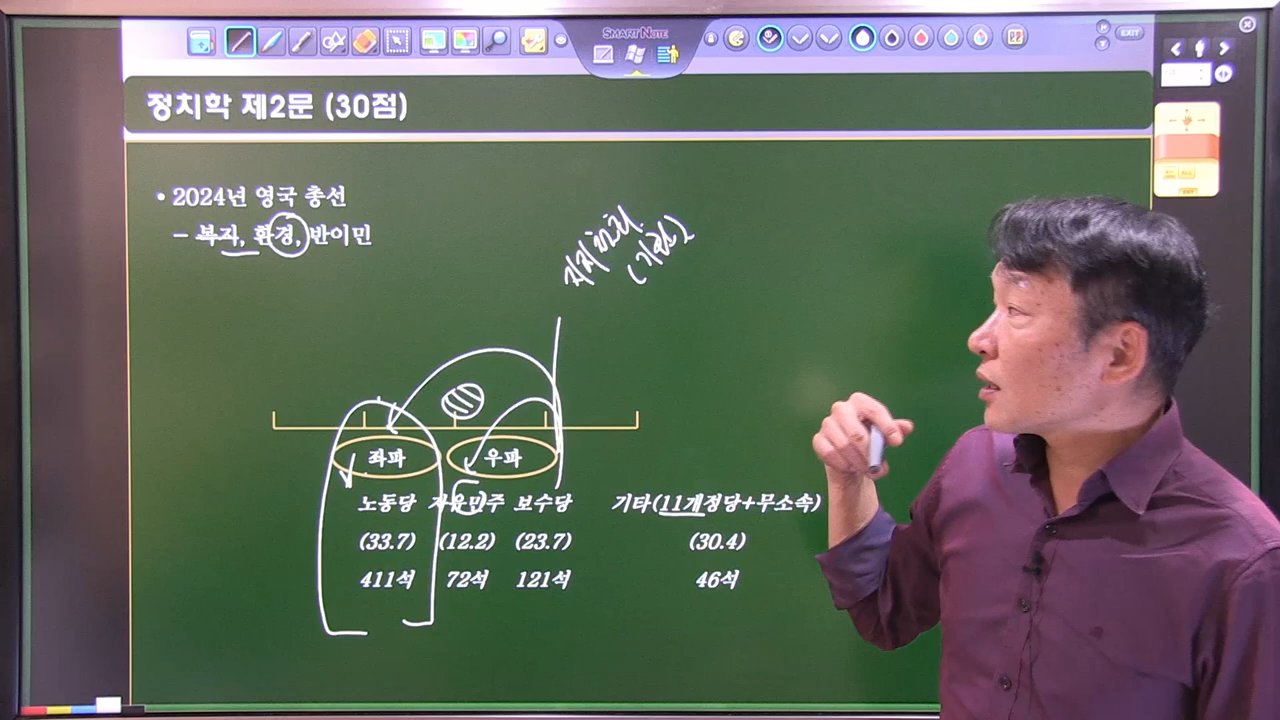 SMART NOTE
EXIT
정치학 제2문 (30점)
• 2024년 영국 총선
– 복지, 환경, 반이민
좌파 우파
노동당 자유민주 보수당 기타(11개정당+무소속)
(33.7) (12.2) (23.7) (30.4)
411석 72석 121석 46석